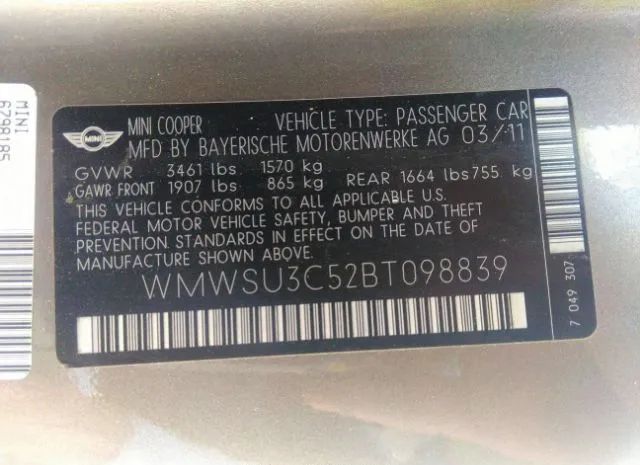 MINI COOPER VEHICLE TYPE: PASSENGER CAR
MFD BY BAYERISCHE MOTORENWERKE AG 03/11
MINI
GVWR 3461 lbs 1570 kg
GAWR FRONT 1907 lbs 865 kg REAR 1664 lbs755 kg
THIS VEHICLE CONFORMS TO ALL APPLICABLE U.S.
FEDERAL MOTOR VEHICLE SAFETY, BUMPER AND THEFT
PREVENTION STANDARDS IN EFFECT ON THE DATE OF
MANUFACTURE SHOWN ABOVE.
WMWSU3C52BT098839
7 049 307
MINI
6798185